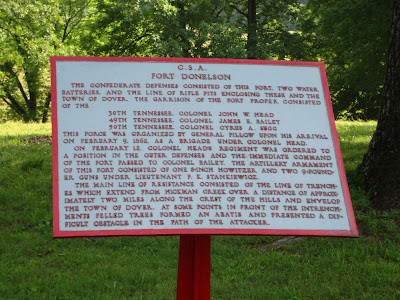 C.S.A.
FORT DONELSON
THE CONFEDERATE DEFENSES CONSISTED OF THIS FORT, TWO WATER
BATTERIES, AND THE LINE OF RIFLE PITS ENCLOSING THESE AND THE
TOWN OF DOVER. THE GARRISON OF THE FORT PROPER CONSISTED
OF THE
30TH TENNESSEE, COLONEL JOHN W. HEAD
49TH TENNESSEE, COLONEL JAMES E. BAILEY
50TH TENNESSEE, COLONEL CYRUS A. SUGG
THIS FORCE WAS ORGANIZED BY GENERAL PILLOW UPON HIS ARRIVAL
ON FEBRUARY 9, 1862, AS A BRIGADE UNDER COLONEL HEAD.
ON FEBRUARY 12, COLONEL HEAD'S REGIMENT WAS ORDERED TO
A POSITION IN THE OUTER DEFENSES AND THE IMMEDIATE COMMAND
OF THE FORT PASSED TO COLONEL BAILEY. THE ARTILLERY ARMAMENT
OF THIS FORT CONSISTED OF ONE 8-INCH HOWITZER AND TWO 9-POUND-
ER GUNS UNDER LIEUTENANT P. K. STANKIEWICZ.
THE MAIN LINE OF RESISTANCE CONSISTED OF THE LINE OF TRENCH-
ES WHICH EXTEND FROM HICKMAN CREEK OVER A DISTANCE OF APPROX-
IMATELY TWO MILES ALONG THE CREST OF THE HILLS AND ENVELOP
THE TOWN OF DOVER. AT SOME POINTS IN FRONT OF THE INTRENCH-
MENTS FELLED TREES FORMED AN ABATIS AND PRESENTED A DIF-
FICULT OBSTACLE IN THE PATH OF THE ATTACKER.